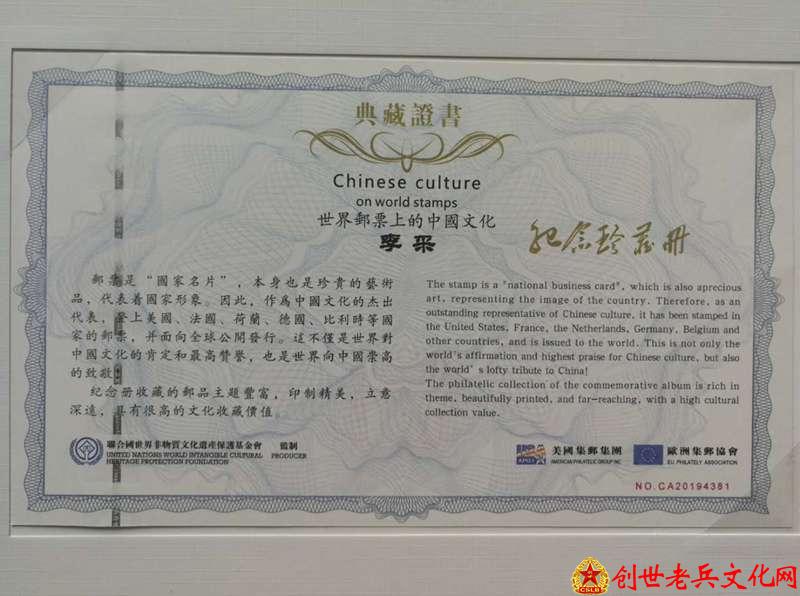 典藏證書
Chinese culture
on world stamps
世界郵票上的中國文化
李采
紀念珍藏冊
郵票是“國家名片”，本身也是珍貴的藝術
品，代表着國家形象。因此，作爲中國文化的杰出
代表，登上美國、法國、荷蘭、德國、比利時等國
家的郵票，并面向全球公開發行。這不僅是世界對
中國文化的肯定和最高贊譽，也是世界向中國崇高
的致敬！
紀念冊收藏的郵品主題豐富，印制精美，立意
深遠，具有很高的文化收藏價值。
The stamp is a "national business card", which is also aprecious
art, representing the image of the country. Therefore, as an
outstanding representative of Chinese culture, it has been stamped in
the United States, France, the Netherlands, Germany, Belgium and
other countries, and is issued to the world. This is not only the
world's affirmation and highest praise for Chinese culture, but also
the world's lofty tribute to China!
The philatelic collection of the commemorative album is rich in
theme, beautifully printed, and far-reaching, with a high cultural
collection value.
聯合國世界非物質文化遺產保護基金會 監制
UNITED NATIONS WORLD INTANGIBLE CULTURAL PRODUCER
HERITAGE PROTECTION FOUNDATION
美國集郵集團
AMERICAN PHILATELIC GROUP INC
歐洲集郵協會
EU PHILATELY ASSOCIATION
NO.CA20194381
CSLB
创世老兵文化网